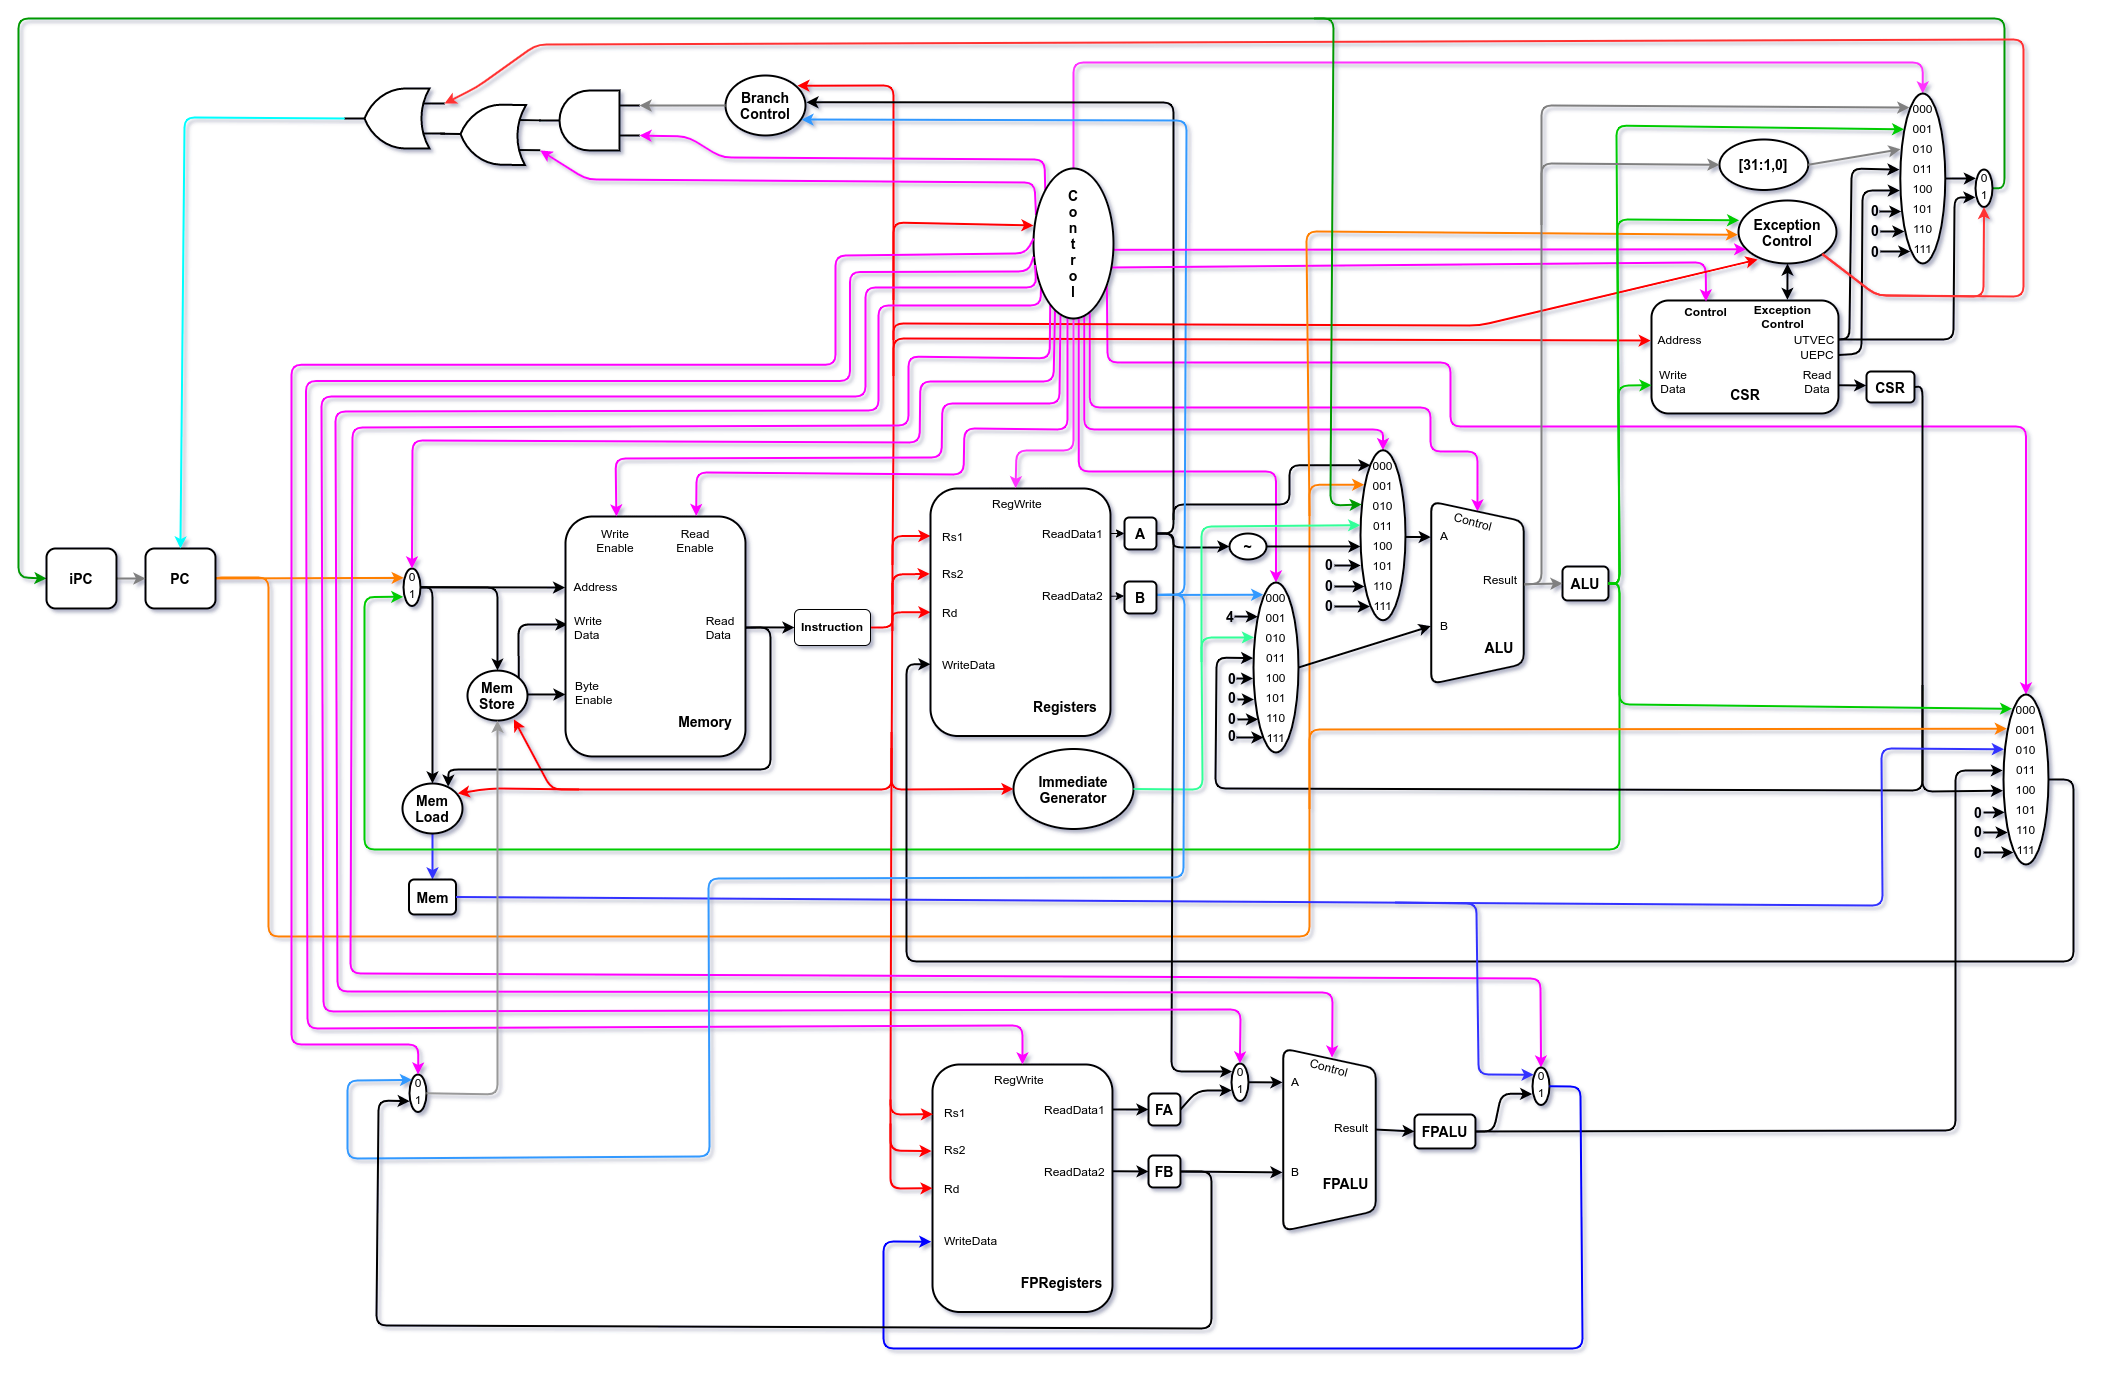 Branch
Control
C
o
n
t
r
o
l
[31:1,0]
000
001
010
011
100
101
110
111
0
0
0
0
1
Exception
Control
Control
Exception
Control
Address
UTVEC
UEPC
Write
Data
Read
Data
CSR
CSR
iPC
PC
0
1
Write
Enable
Read
Enable
Address
Write
Data
Read
Data
Byte
Enable
Memory
Instruction
Mem
Store
Mem
Load
Mem
RegWrite
Rs1
Rs2
Rd
WriteData
ReadData1
ReadData2
Registers
A
B
Immediate
Generator
~
000
001
010
011
100
101
110
111
0
0
0
000
001
010
011
100
101
110
111
4
0
0
0
0
Control
A
B
Result
ALU
ALU
000
001
010
011
100
101
110
111
0
0
0
0
1
RegWrite
Rs1
Rs2
Rd
WriteData
ReadData1
ReadData2
FPRegisters
FA
FB
0
1
Control
A
B
Result
FPALU
FPALU
0
1